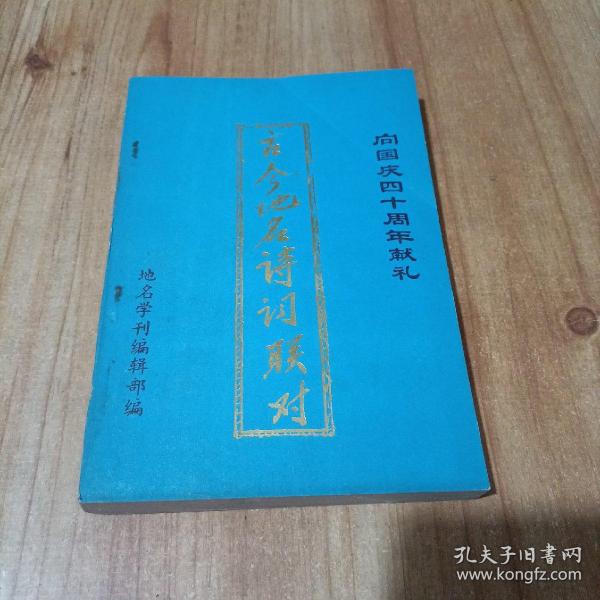 向国庆四十周年献礼
古今地名诗词联对
地名学刊编辑部编
孔夫子旧书网
www.kongfz.com